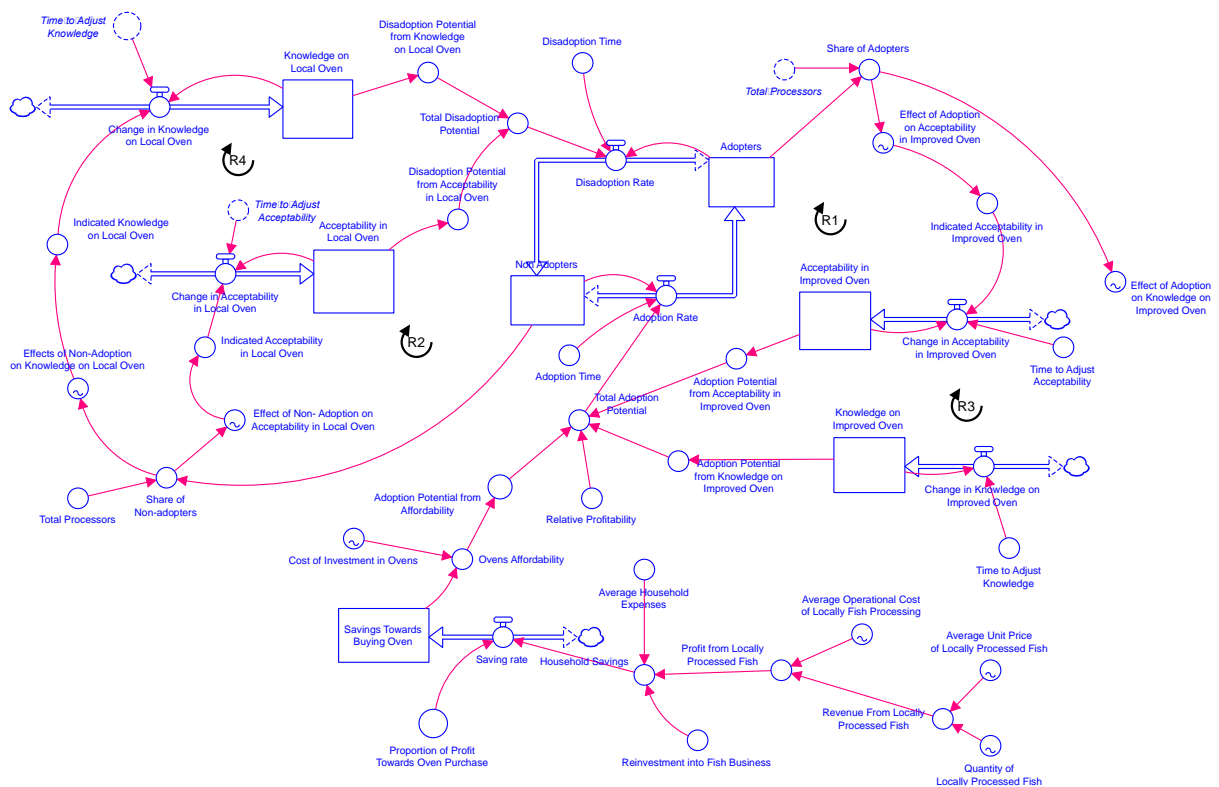 Time to Adjust
Knowledge
Disadoption Potential
from Knowledge
on Local Oven
Knowledge on
Local Oven
Disadoption Time
Share of Adopters
Total Processors
Change in Knowledge
on Local Oven
Total Disadoption
Potential
Effect of Adoption
on Acceptability
in Improved Oven
R4
Adopters
Disadoption Rate
Disadoption Potential
from Acceptability
in Local Oven
Time to Adjust
Acceptability
Indicated Knowledge
on Local Oven
Acceptability in
Local Oven
R1
Indicated Acceptability in
Improved Oven
Non Adopters
Acceptability in
Improved Oven
Effect of Adoption
on Knowledge on
Improved Oven
Change in Acceptability
in Local Oven
Adoption Rate
R2
Indicated Acceptability
in Local Oven
Change in Acceptability
in Improved Oven
Effects of Non-Adoption
on Knowledge on Local Oven
Adoption Time
Adoption Potential
from Acceptability in
Improved Oven
Time to Adjust
Acceptability
R3
Total Adoption
Potential
Effect of Non- Adoption on
Acceptability in Local Oven
Knowledge on
Improved Oven
Adoption Potential
from Knowledge on
Improved Oven
Change in Knowledge on
Improved Oven
Share of
Non-adopters
Total Processors
Adoption Potential from
Affordability
Relative Profitability
Cost of Investment in Ovens
Ovens Affordability
Time to Adjust
Knowledge
Average Household
Expenses
Average Operational Cost
of Locally Fish Processing
Savings Towards
Buying Oven
Saving rate
Household Savings
Profit from Locally
Processed Fish
Average Unit Price
of Locally Processed Fish
Revenue From Locally
Processed Fish
Proportion of Profit
Towards Oven Purchase
Reinvestment into Fish Business
Quantity of
Locally Processed Fish